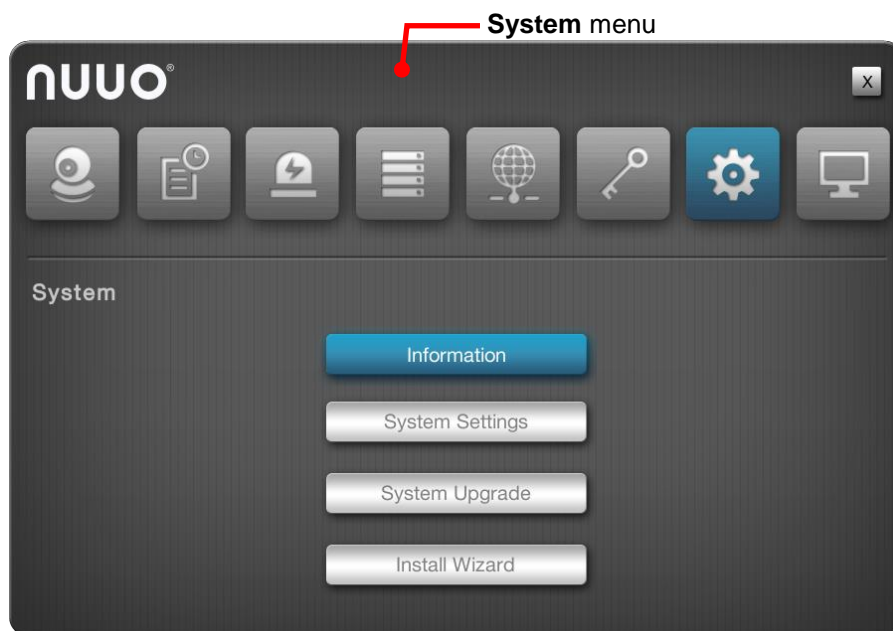 System menu
nuuo®
X
System
Information
System Settings
System Upgrade
Install Wizard